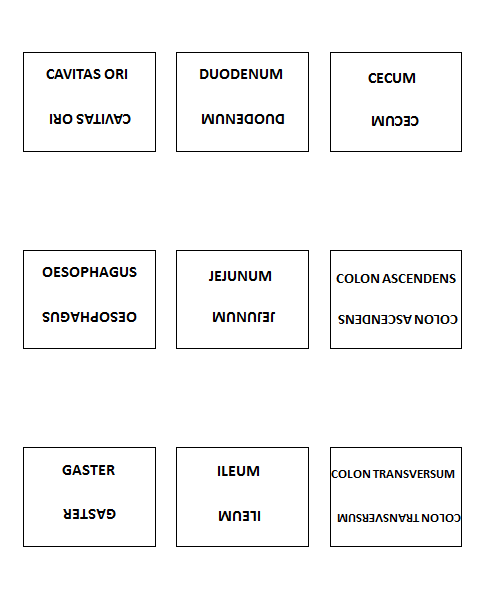 CAVITAS ORI
CAVITAS ORI
DUODENUM
DUODENUM
CECUM
CECUM
OESOPHAGUS
OESOPHAGUS
JEJUNUM
JEJUNUM
COLON ASCENDENS
COLON ASCENDENS
GASTER
GASTER
ILEUM
ILEUM
COLON TRANSVERSUM
COLON TRANSVERSUM